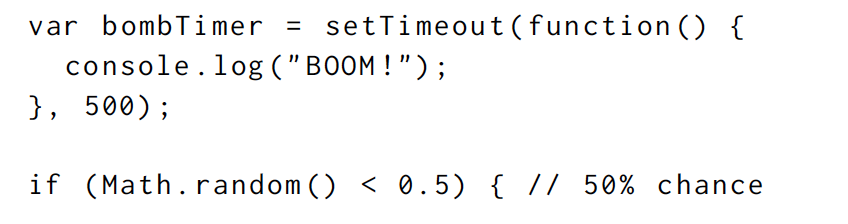 var bombTimer = setTimeout(function() {
  console.log("BOOM!");
}, 500);

if (Math.random() < 0.5) { // 50% chance